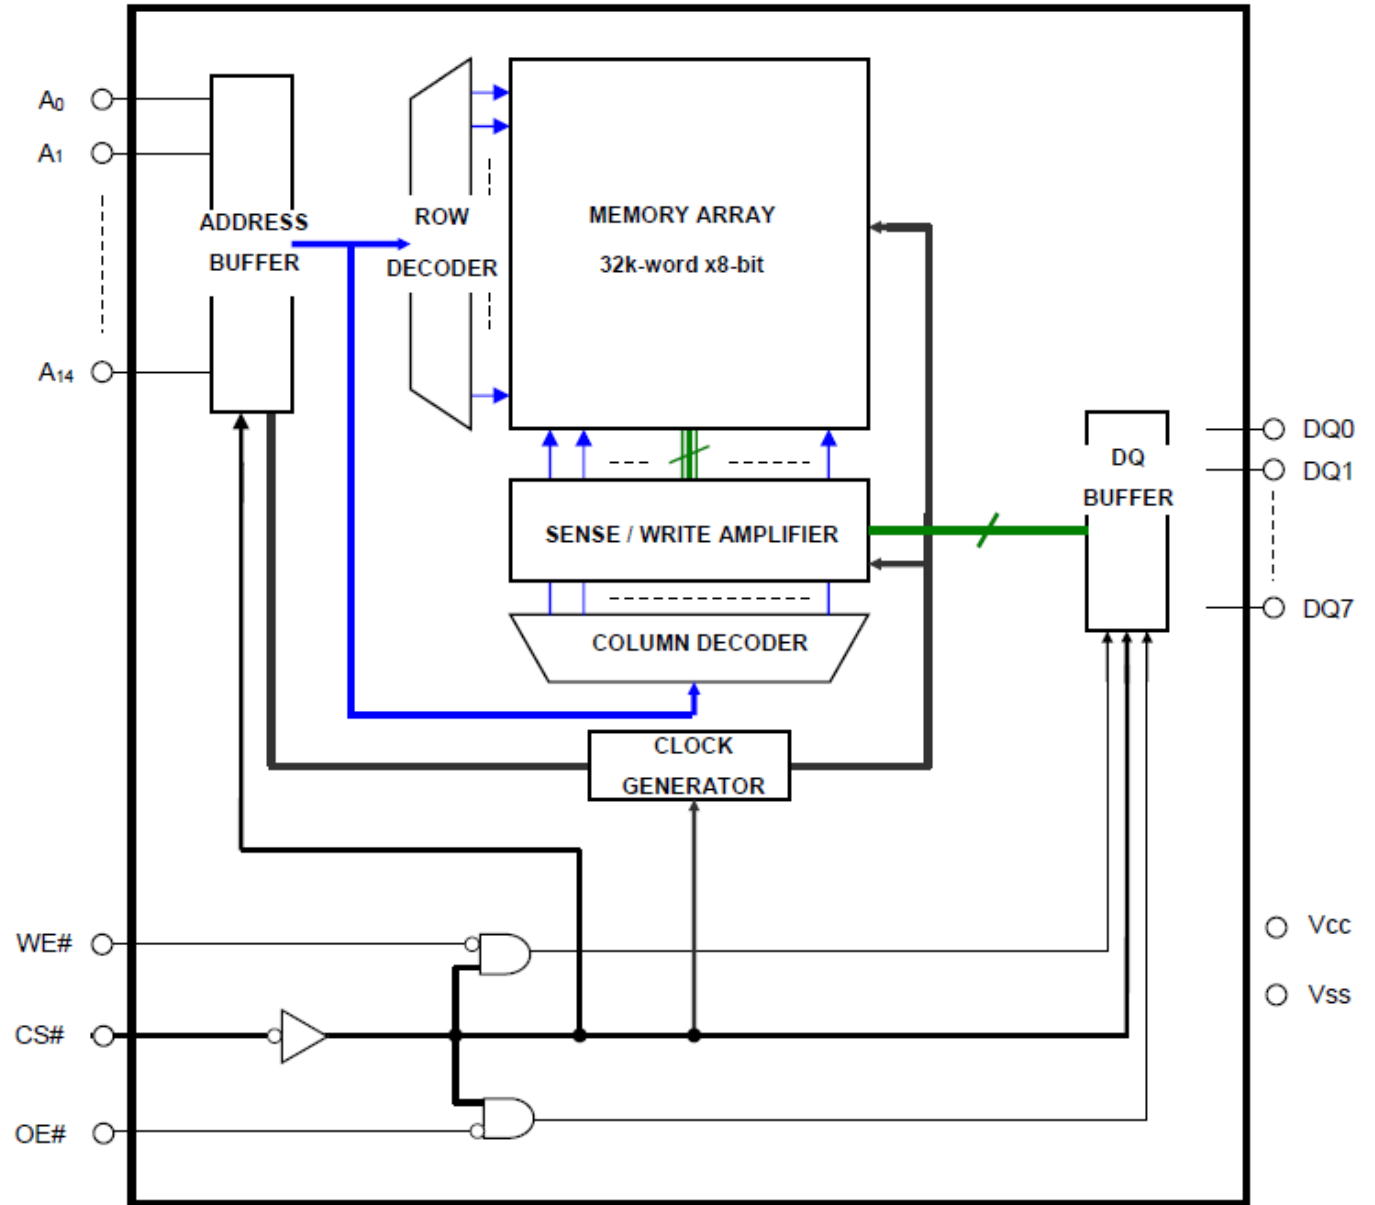 A0
A1
A14
ADDRESS
BUFFER
ROW
DECODER
MEMORY ARRAY
32k-word x8-bit
SENSE / WRITE AMPLIFIER
COLUMN DECODER
CLOCK
GENERATOR
DQ
BUFFER
DQ0
DQ1
DQ7
WE#
CS#
OE#
Vcc
Vss